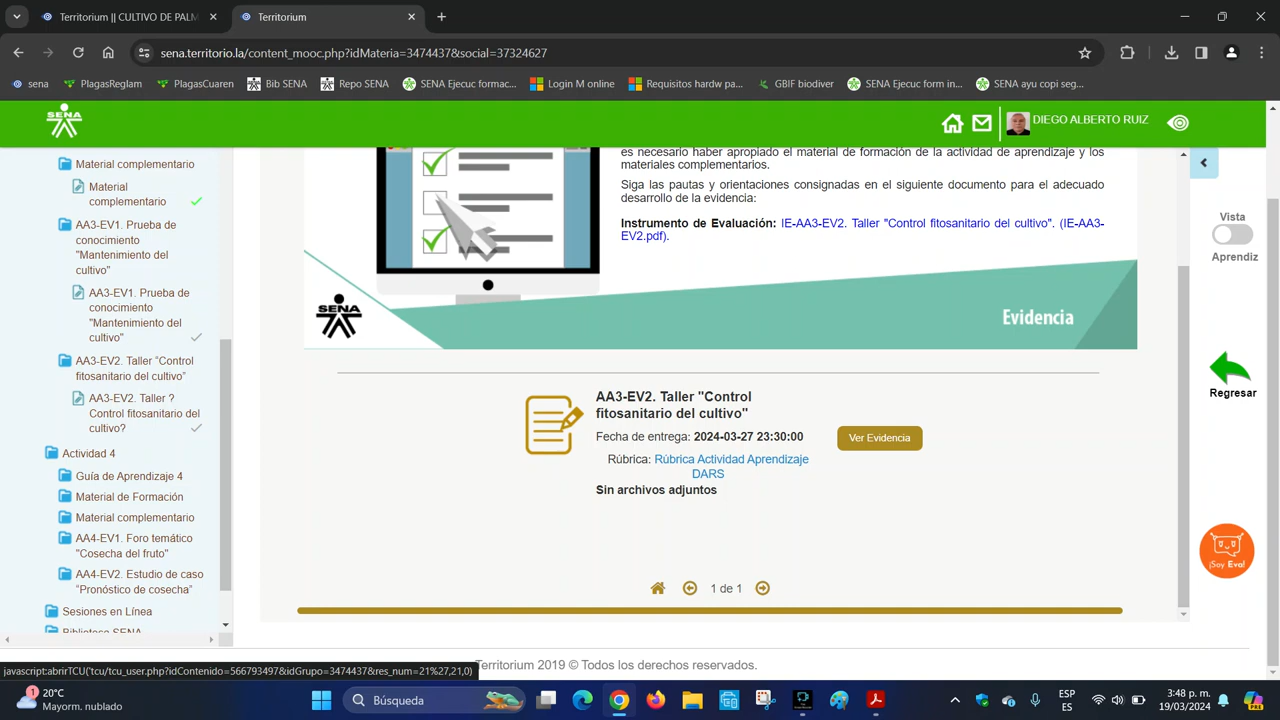 Territorium || CULTIVO DE PALM
Territorium
sena.territorio.la/content_mooc.php?idMateria=3474437&social=37324627
sena
PlagasReglam
PlagasCuaren
Bib SENA
Repo SENA
SENA Ejecuc formac...
Login M online
Requisitos hardw pa...
GBIF biodiver
SENA Ejecuc form in...
SENA ayu copi seg...
SENA
DIEGO ALBERTO RUIZ
Material complementario
Material
complementario
AA3-EV1. Prueba de
conocimiento
"Mantenimiento del
cultivo"
AA3-EV1. Prueba de
conocimiento
"Mantenimiento del
cultivo"
AA3-EV2. Taller “Control
fitosanitario del cultivo”
AA3-EV2. Taller ?
Control fitosanitario del
cultivo?
Actividad 4
Guía de Aprendizaje 4
Material de Formación
Material complementario
AA4-EV1. Foro temático
"Cosecha del fruto"
AA4-EV2. Estudio de caso
“Pronóstico de cosecha”
Sesiones en Línea
Biblioteca SENA
es necesario haber apropiado el material de formación de la actividad de aprendizaje y los
materiales complementarios.
Siga las pautas y orientaciones consignadas en el siguiente documento para el adecuado
desarrollo de la evidencia:
Instrumento de Evaluación: IE-AA3-EV2. Taller "Control fitosanitario del cultivo". (IE-AA3-
EV2.pdf).
SENA
Evidencia
AA3-EV2. Taller "Control
fitosanitario del cultivo"
Fecha de entrega: 2024-03-27 23:30:00
Ver Evidencia
Rúbrica: Rúbrica Actividad Aprendizaje
DARS
Sin archivos adjuntos
1 de 1
Vista
Aprendiz
Regresar
¡Soy Eva!
javascript:abrirTCU('tcu/tcu_user.php?idContenido=566793497&idGrupo=3474437&res_num=21%27,21,0)
Territorium 2019 © Todos los derechos reservados.
1
20°C
Mayorm. nublado
Búsqueda
ESP
ES
3:48 p. m.
19/03/2024